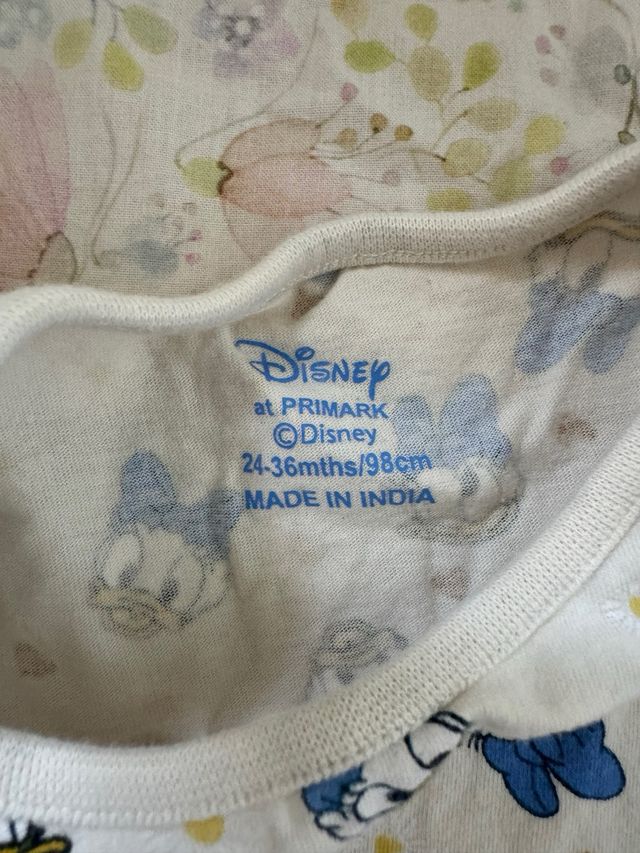 Disney
at PRIMARK
©Disney
24-36mths/98cm
MADE IN INDIA